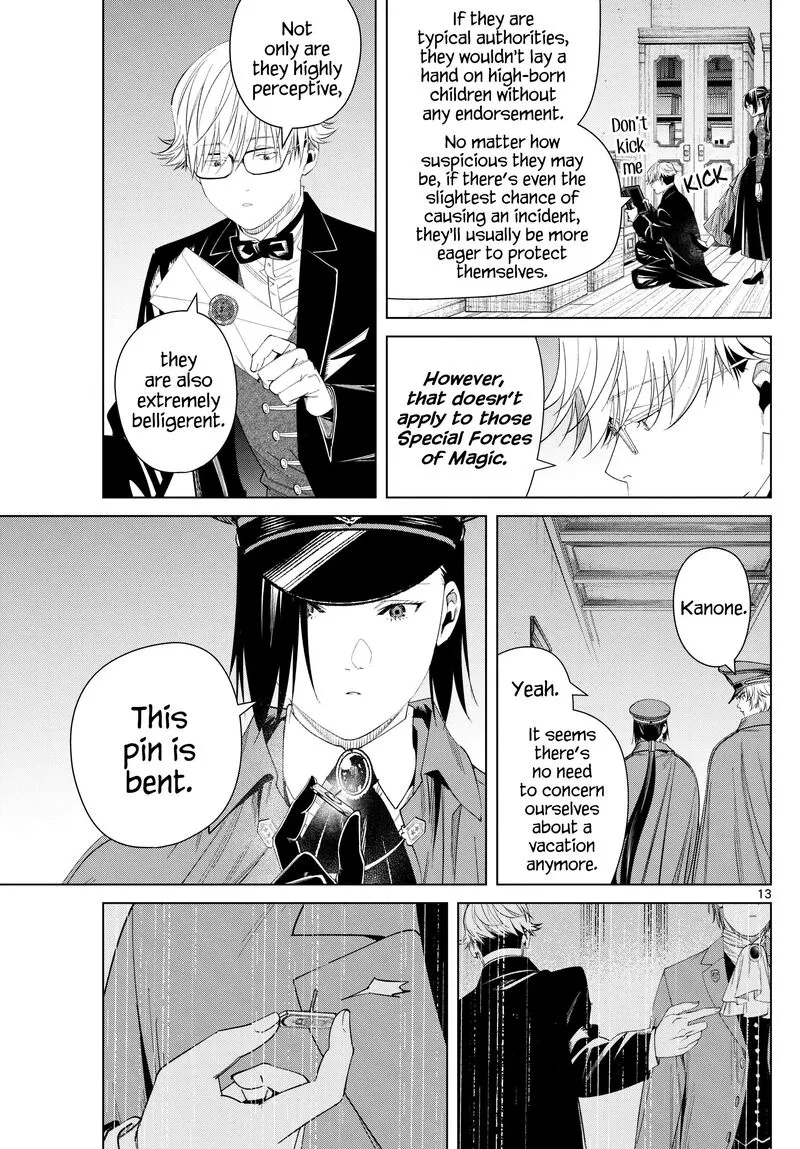 If they are
typical authorities,
they wouldn't lay a
hand on high-born
children without
any endorsement.
No matter how
suspicious they may
be, if there's even the
slightest chance of
causing an incident,
they'll usually be more
eager to protect
themselves.
Don't
kick
me
KICK
Not
only are
they highly
perceptive,
they
are also
extremely
belligerent.
However,
that doesn't
apply to those
Special Forces
of Magic.
Kanone.
Yeah.
It seems
there's
no need
to concern
ourselves
about a
vacation
anymore.
This
pin is
bent.
13